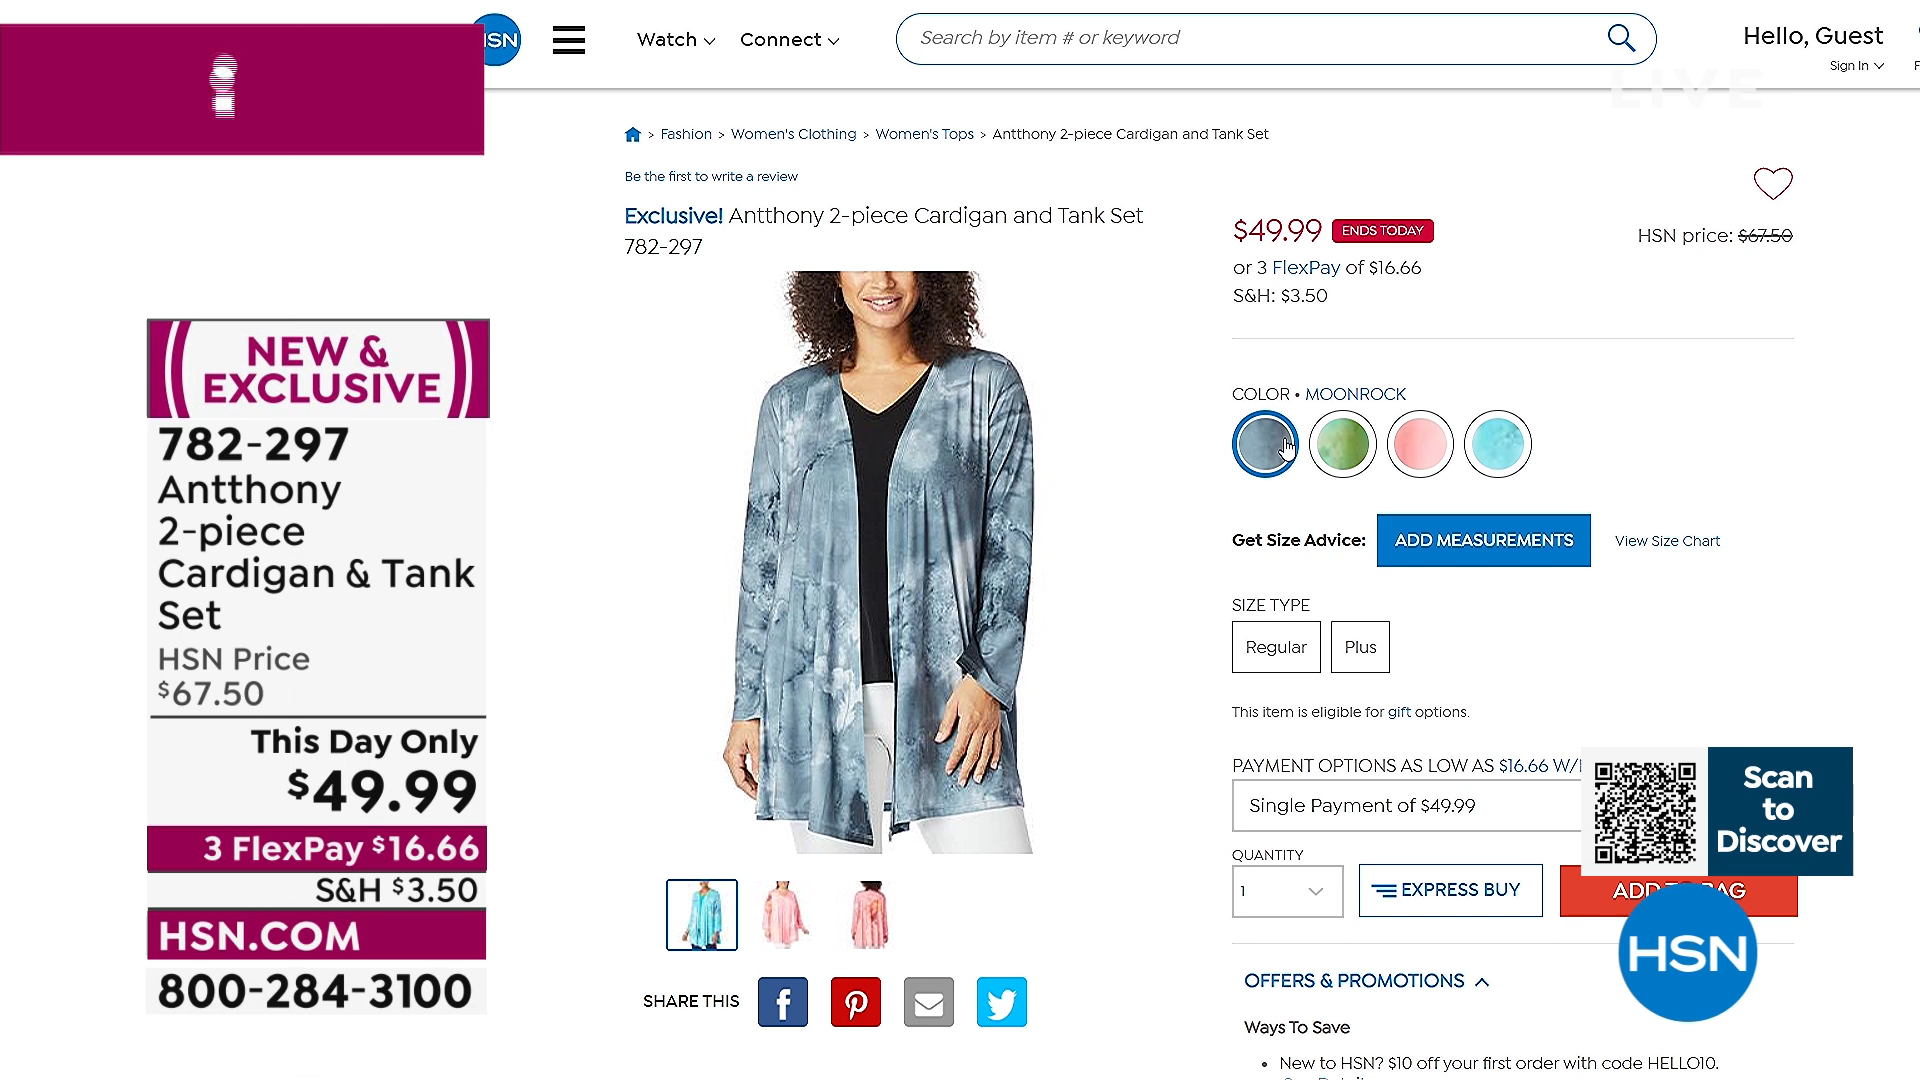 HSN
Watch
Connect
Search by item # or keyword
Hello, Guest
Sign In
F
LIVE
> Fashion > Women's Clothing > Women's Tops > Antthony 2-piece Cardigan and Tank Set
Be the first to write a review
Exclusive! Antthony 2-piece Cardigan and Tank Set
782-297
$49.99 ENDS TODAY
HSN price: $67.50
or 3 FlexPay of $16.66
S&H: $3.50
COLOR • MOONROCK
Get Size Advice: ADD MEASUREMENTS View Size Chart
SIZE TYPE
Regular Plus
This item is eligible for gift options.
PAYMENT OPTIONS AS LOW AS $16.66 W/
Single Payment of $49.99
QUANTITY
1
EXPRESS BUY
ADD TO BAG
OFFERS & PROMOTIONS
Ways To Save
• New to HSN? $10 off your first order with code HELLO10.
SHARE THIS
NEW &
EXCLUSIVE
782-297
Antthony
2-piece
Cardigan & Tank
Set
HSN Price
$67.50
This Day Only
$49.99
3 FlexPay $16.66
S&H $3.50
HSN.COM
800-284-3100
Scan
to
Discover
HSN